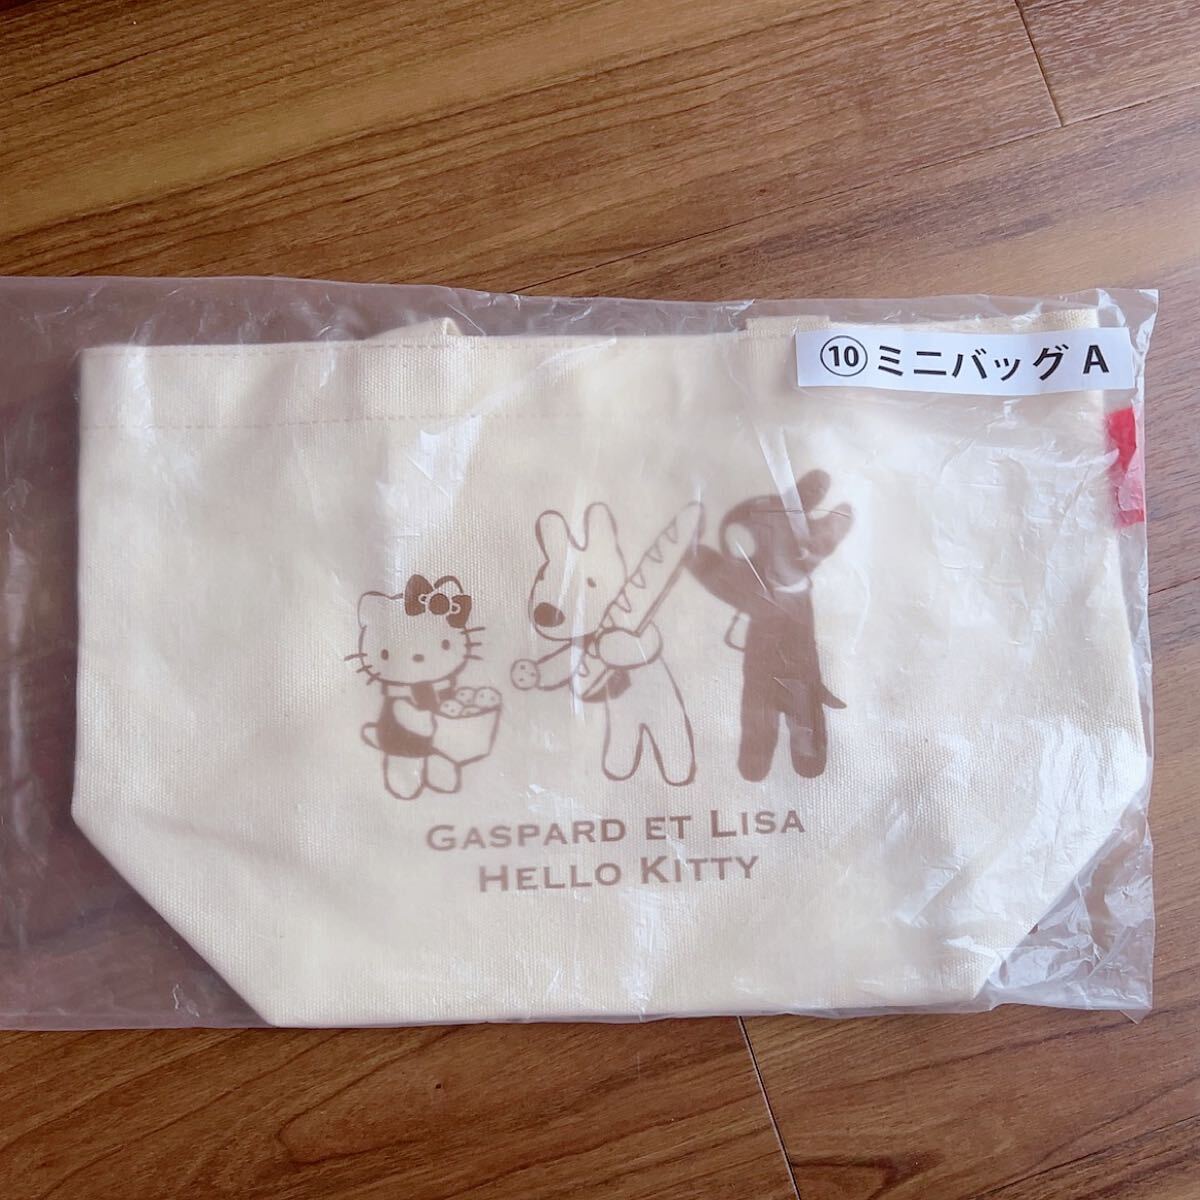 ⑩ミニバッグ A
GASPARD ET LISA
HELLO KITTY